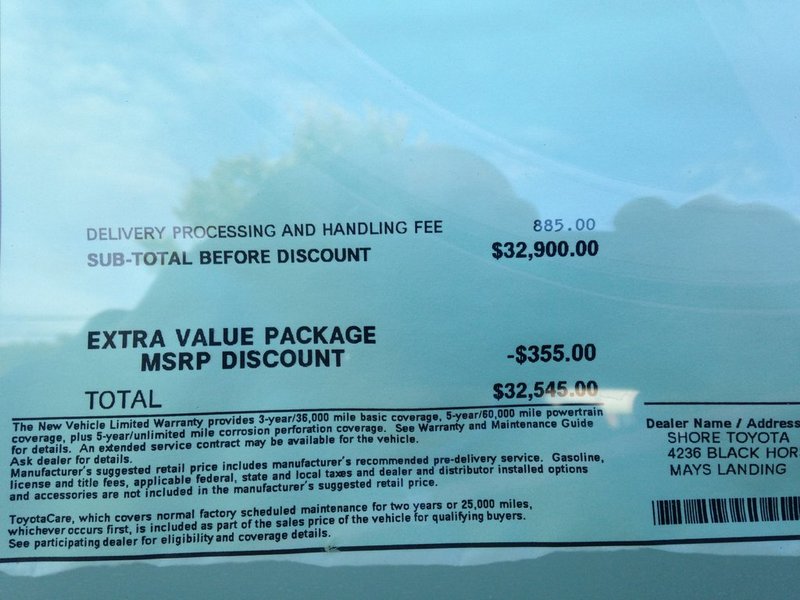 DELIVERY PROCESSING AND HANDLING FEE 885.00
SUB-TOTAL BEFORE DISCOUNT $32,900.00
EXTRA VALUE PACKAGE
MSRP DISCOUNT -$355.00
TOTAL $32,545.00
The New Vehicle Limited Warranty provides 3-year/36,000 mile basic coverage, 5-year/60,000 mile powertrain
coverage, plus 5-year/unlimited mile corrosion perforation coverage. See Warranty and Maintenance Guide
for details. An extended service contract may be available for the vehicle.
Ask dealer for details.
Manufacturer's suggested retail price includes manufacturer's recommended pre-delivery service. Gasoline,
license and title fees, applicable federal, state and local taxes and dealer and distributor installed options
and accessories are not included in the manufacturer's suggested retail price.
ToyotaCare, which covers normal factory scheduled maintenance for two years or 25,000 miles,
whichever occurs first, is included as part of the sales price of the vehicle for qualifying buyers.
See participating dealer for eligibility and coverage details.
Dealer Name / Address
SHORE TOYOTA
4236 BLACK HOR
MAYS LANDING